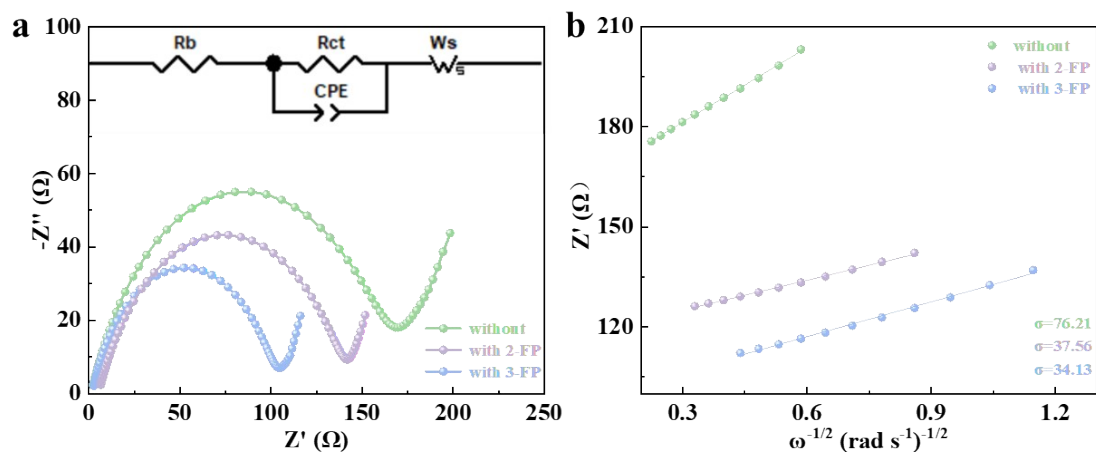 a
Rb
Rct
Ws
CPE
-Z'' (Ω)
100
80
60
40
20
0
without
with 2-FP
with 3-FP
0
50
100
150
200
250
Z' (Ω)
b
Z' (Ω)
210
180
150
120
without
with 2-FP
with 3-FP
σ=76.21
σ=37.56
σ=34.13
0.3
0.6
0.9
1.2
ω⁻¹/² (rad s⁻¹)⁻¹/²